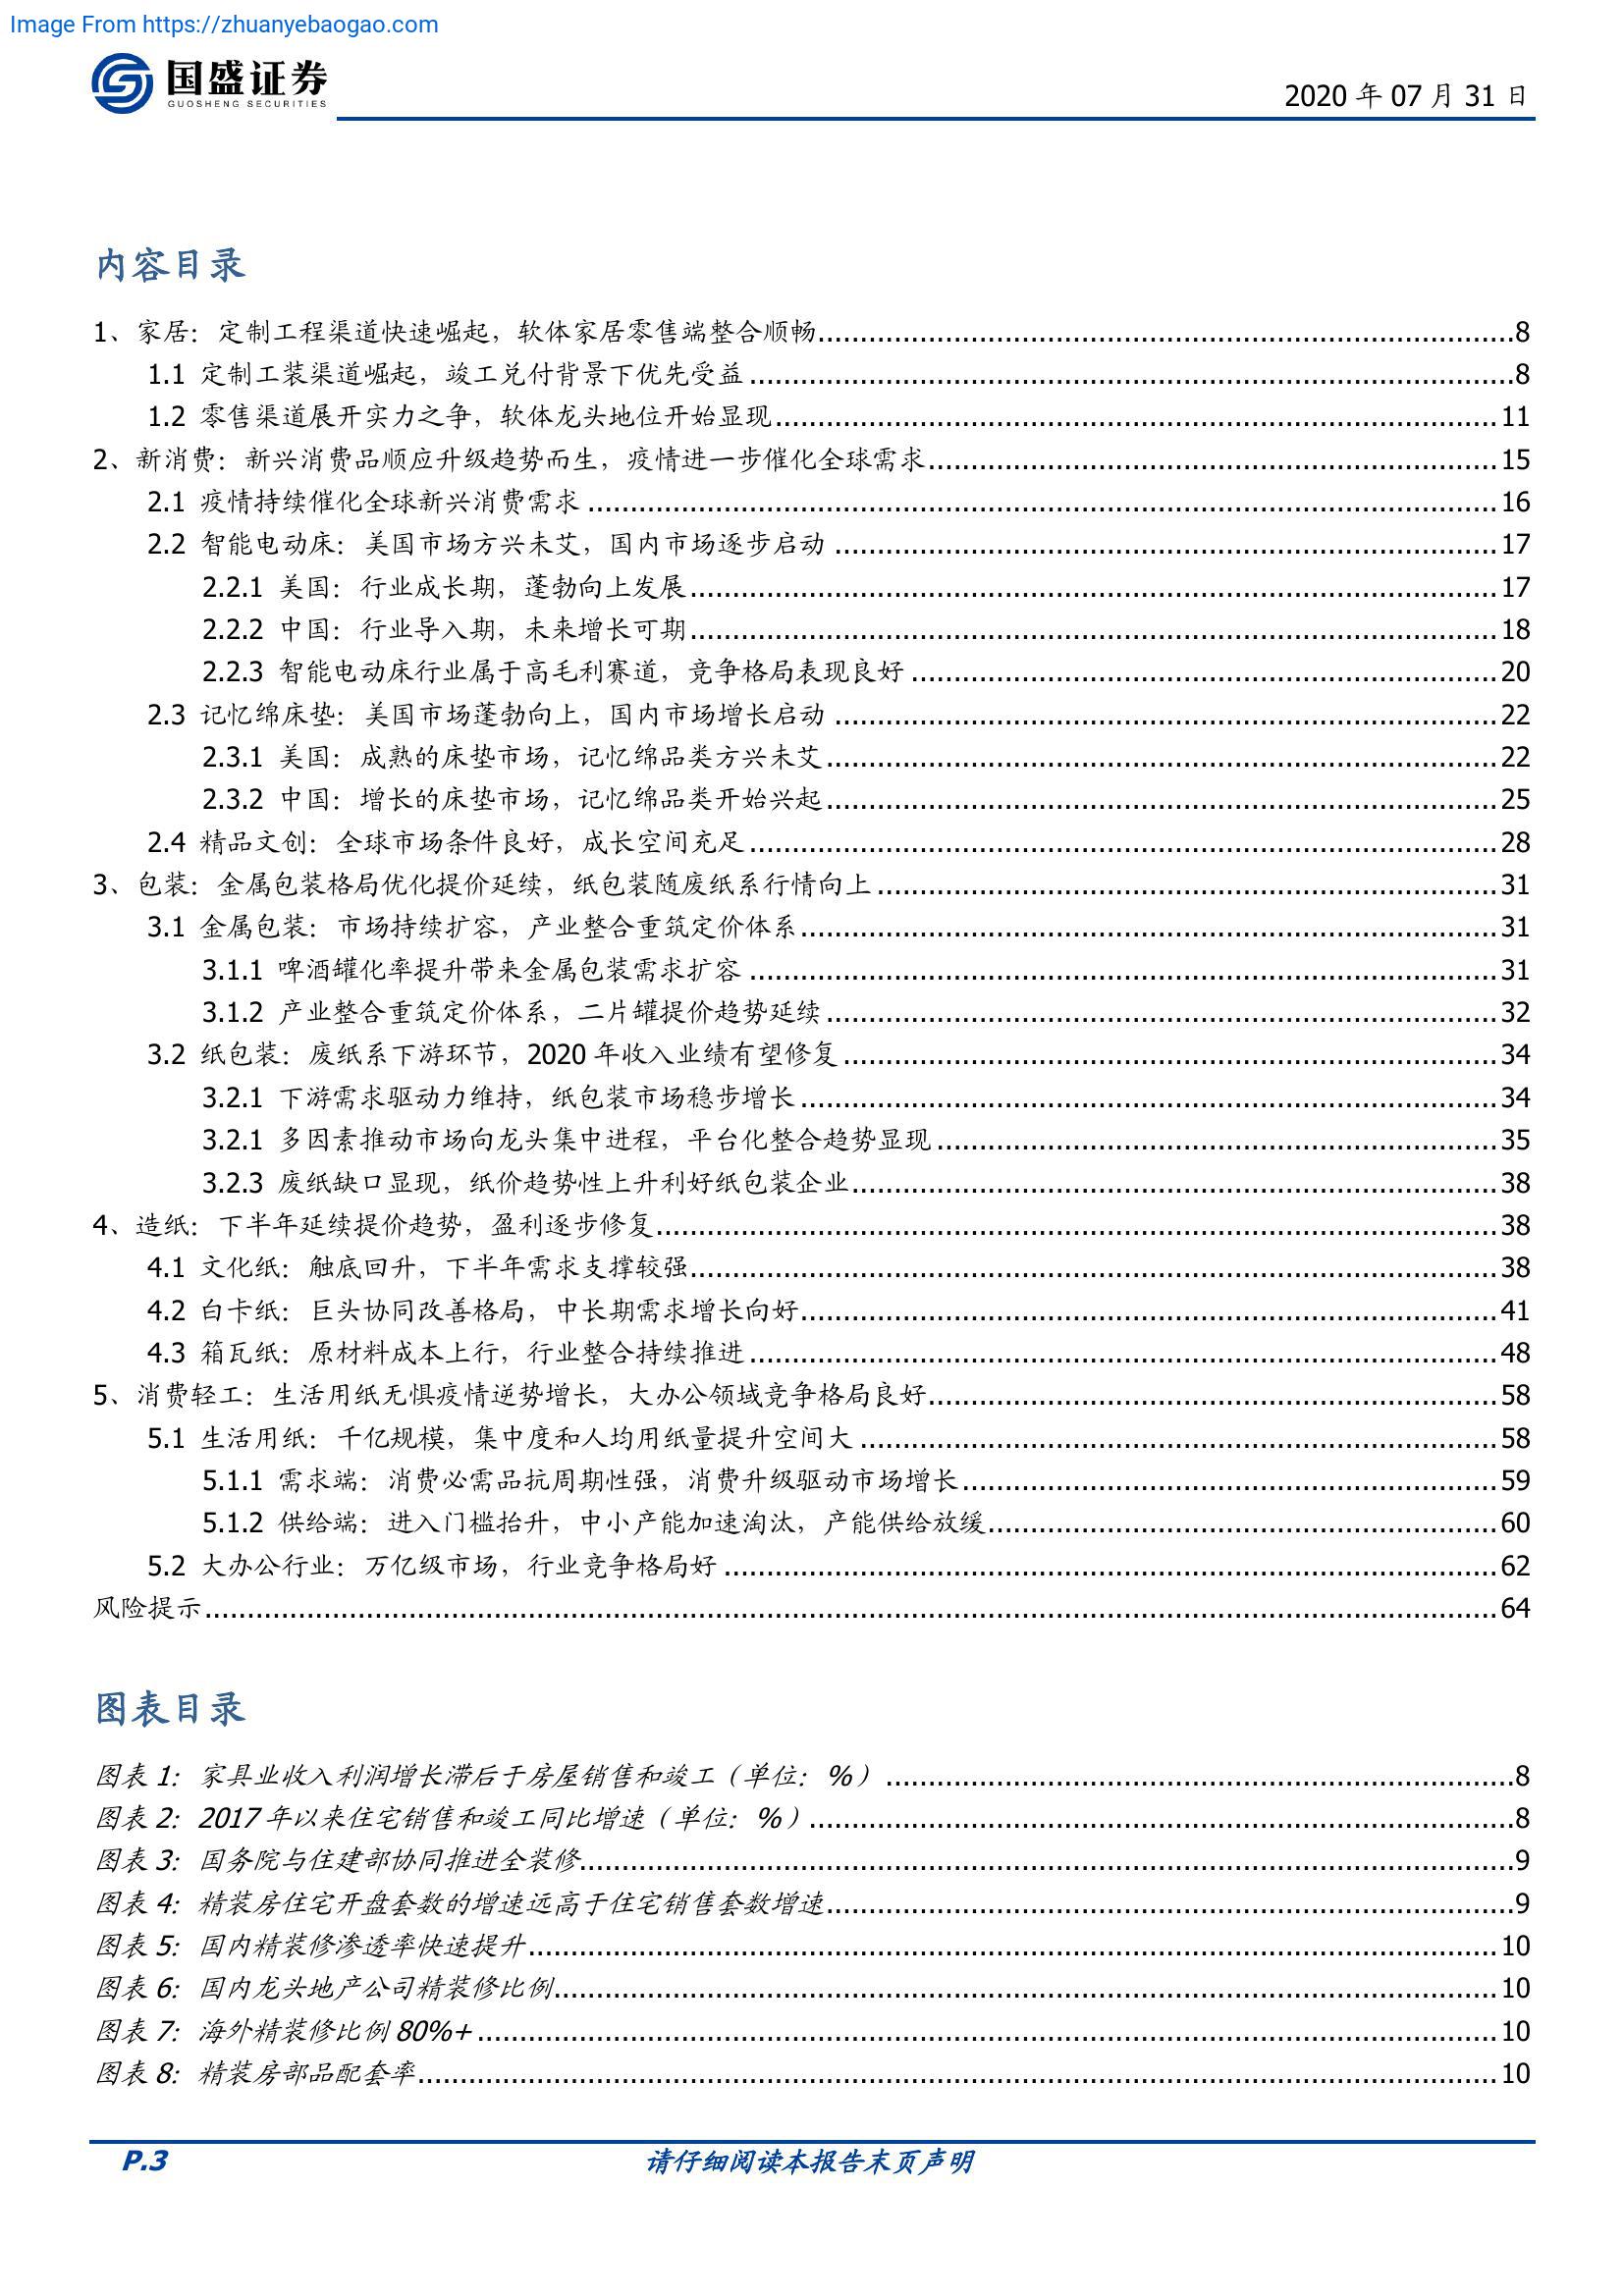 Image From https://zhuanyebaogao.com
国盛证券
GUOSHENG SECURITIES
2020 年 07 月 31 日
内容目录
1、家居：定制工程渠道快速崛起，软体家居零售端整合顺畅........8
1.1 定制工装渠道崛起，竣工兑付背景下优先受益........8
1.2 零售渠道展开实力之争，软体龙头地位开始显现........11
2、新消费：新兴消费品顺应升级趋势而生，疫情进一步催化全球需求........15
2.1 疫情持续催化全球新兴消费需求........16
2.2 智能电动床：美国市场方兴未艾，国内市场逐步启动........17
2.2.1 美国：行业成长期，蓬勃向上发展........17
2.2.2 中国：行业导入期，未来增长可期........18
2.2.3 智能电动床行业属于高毛利赛道，竞争格局表现良好........20
2.3 记忆绵床垫：美国市场蓬勃向上，国内市场增长启动........22
2.3.1 美国：成熟的床垫市场，记忆绵品类方兴未艾........22
2.3.2 中国：增长的床垫市场，记忆绵品类开始兴起........25
2.4 精品文创：全球市场条件良好，成长空间充足........28
3、包装：金属包装格局优化提价延续，纸包装随废纸系行情向上........31
3.1 金属包装：市场持续扩容，产业整合重筑定价体系........31
3.1.1 啤酒罐化率提升带来金属包装需求扩容........31
3.1.2 产业整合重筑定价体系，二片罐提价趋势延续........32
3.2 纸包装：废纸系下游环节，2020 年收入业绩有望修复........34
3.2.1 下游需求驱动力维持，纸包装市场稳步增长........34
3.2.1 多因素推动市场向龙头集中进程，平台化整合趋势显现........35
3.2.3 废纸缺口显现，纸价趋势性上升利好纸包装企业........38
4、造纸：下半年延续提价趋势，盈利逐步修复........38
4.1 文化纸：触底回升，下半年需求支撑较强........38
4.2 白卡纸：巨头协同改善格局，中长期需求增长向好........41
4.3 箱瓦纸：原材料成本上行，行业整合持续推进........48
5、消费轻工：生活用纸无惧疫情逆势增长，大办公领域竞争格局良好........58
5.1 生活用纸：千亿规模，集中度和人均用纸量提升空间大........58
5.1.1 需求端：消费必需品抗周期性强，消费升级驱动市场增长........59
5.1.2 供给端：进入门槛抬升，中小产能加速淘汰，产能供给放缓........60
5.2 大办公行业：万亿级市场，行业竞争格局好........62
风险提示........64
图表目录
图表 1：家具业收入利润增长滞后于房屋销售和竣工（单位：%）........8
图表 2：2017 年以来住宅销售和竣工同比增速（单位：%）........8
图表 3：国务院与住建部协同推进全装修........9
图表 4：精装房住宅开盘套数的增速远高于住宅销售套数增速........9
图表 5：国内精装修渗透率快速提升........10
图表 6：国内龙头地产公司精装修比例........10
图表 7：海外精装修比例 80%+........10
图表 8：精装房部品配套率........10
P.3
请仔细阅读本报告末页声明